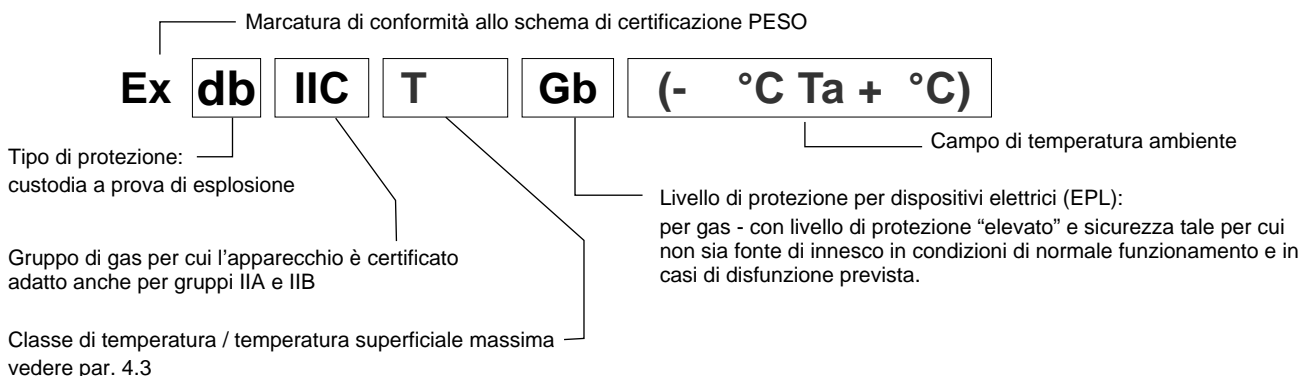 Marcatura di conformità allo schema di certificazione PESO
Ex db IIC T Gb (- °C Ta + °C)
Campo di temperatura ambiente
Tipo di protezione:
custodia a prova di esplosione
Livello di protezione per dispositivi elettrici (EPL):
per gas - con livello di protezione “elevato” e sicurezza tale per cui
non sia fonte di innesco in condizioni di normale funzionamento e in
casi di disfunzione prevista.
Gruppo di gas per cui l'apparecchio è certificato
adatto anche per gruppi IIA e IIB
Classe di temperatura / temperatura superficiale massima
vedere par. 4.3